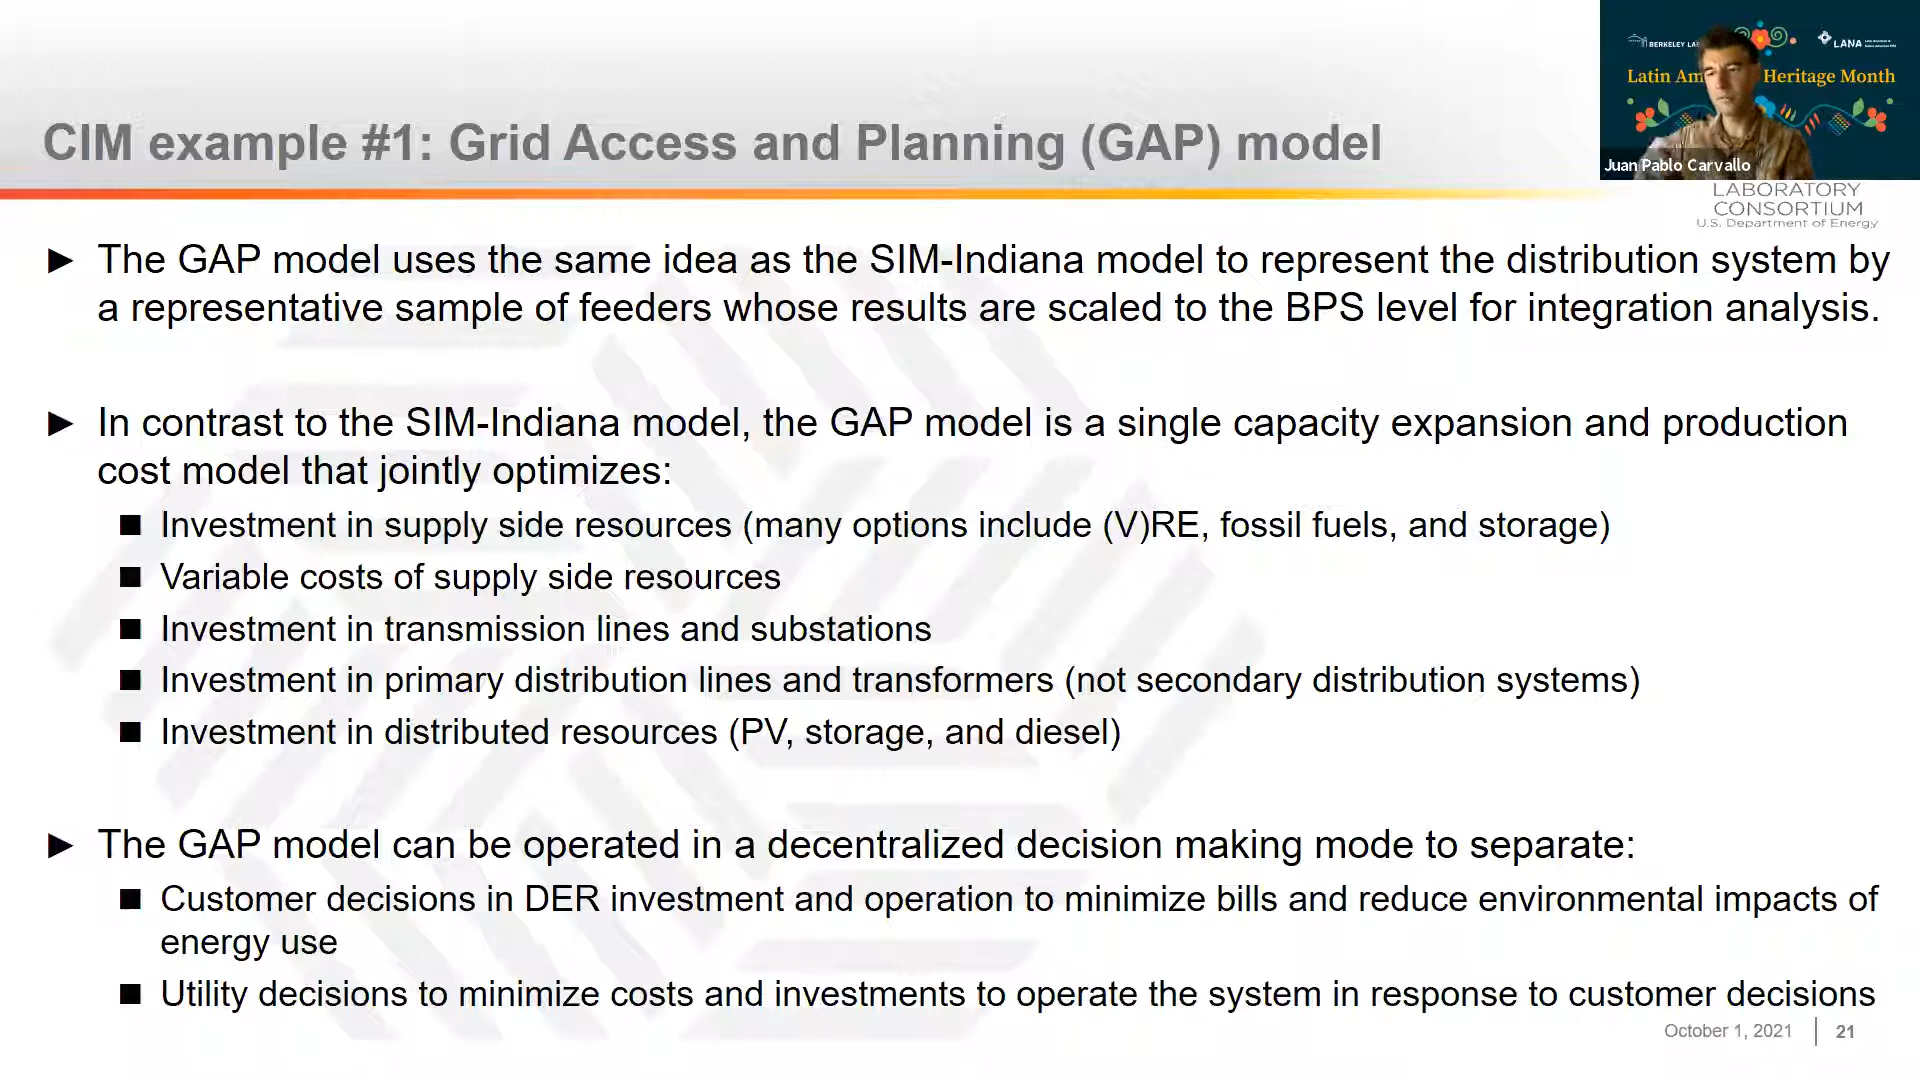 BERKELEY LA
LANA
Latin Am Heritage Month
Juan Pablo Carvallo
CIM example #1: Grid Access and Planning (GAP) model
LABORATORY
CONSORTIUM
U.S. Department of Energy
► The GAP model uses the same idea as the SIM-Indiana model to represent the distribution system by
a representative sample of feeders whose results are scaled to the BPS level for integration analysis.
► In contrast to the SIM-Indiana model, the GAP model is a single capacity expansion and production
cost model that jointly optimizes:
■ Investment in supply side resources (many options include (V)RE, fossil fuels, and storage)
■ Variable costs of supply side resources
■ Investment in transmission lines and substations
■ Investment in primary distribution lines and transformers (not secondary distribution systems)
■ Investment in distributed resources (PV, storage, and diesel)
► The GAP model can be operated in a decentralized decision making mode to separate:
■ Customer decisions in DER investment and operation to minimize bills and reduce environmental impacts of
energy use
■ Utility decisions to minimize costs and investments to operate the system in response to customer decisions
October 1, 2021 | 21